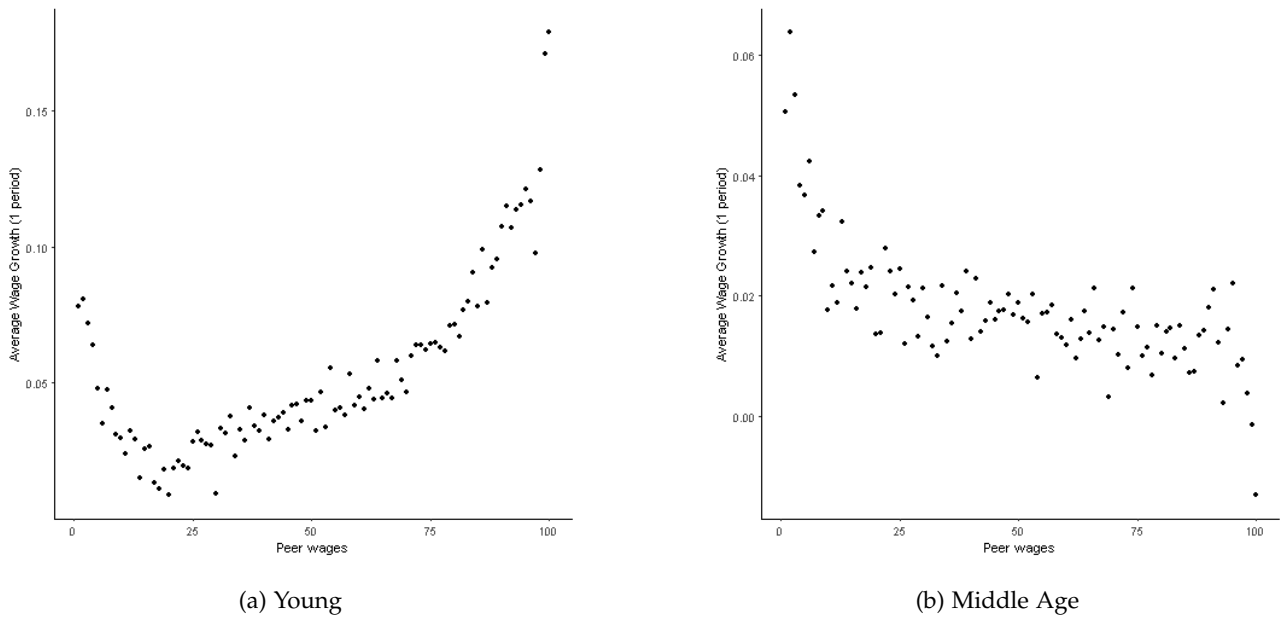 Average Wage Growth (1 period)
0.15
0.10
0.05
0
25
50
75
100
Peer wages
(a) Young
Average Wage Growth (1 period)
0.06
0.04
0.02
0.00
0
25
50
75
100
Peer wages
(b) Middle Age